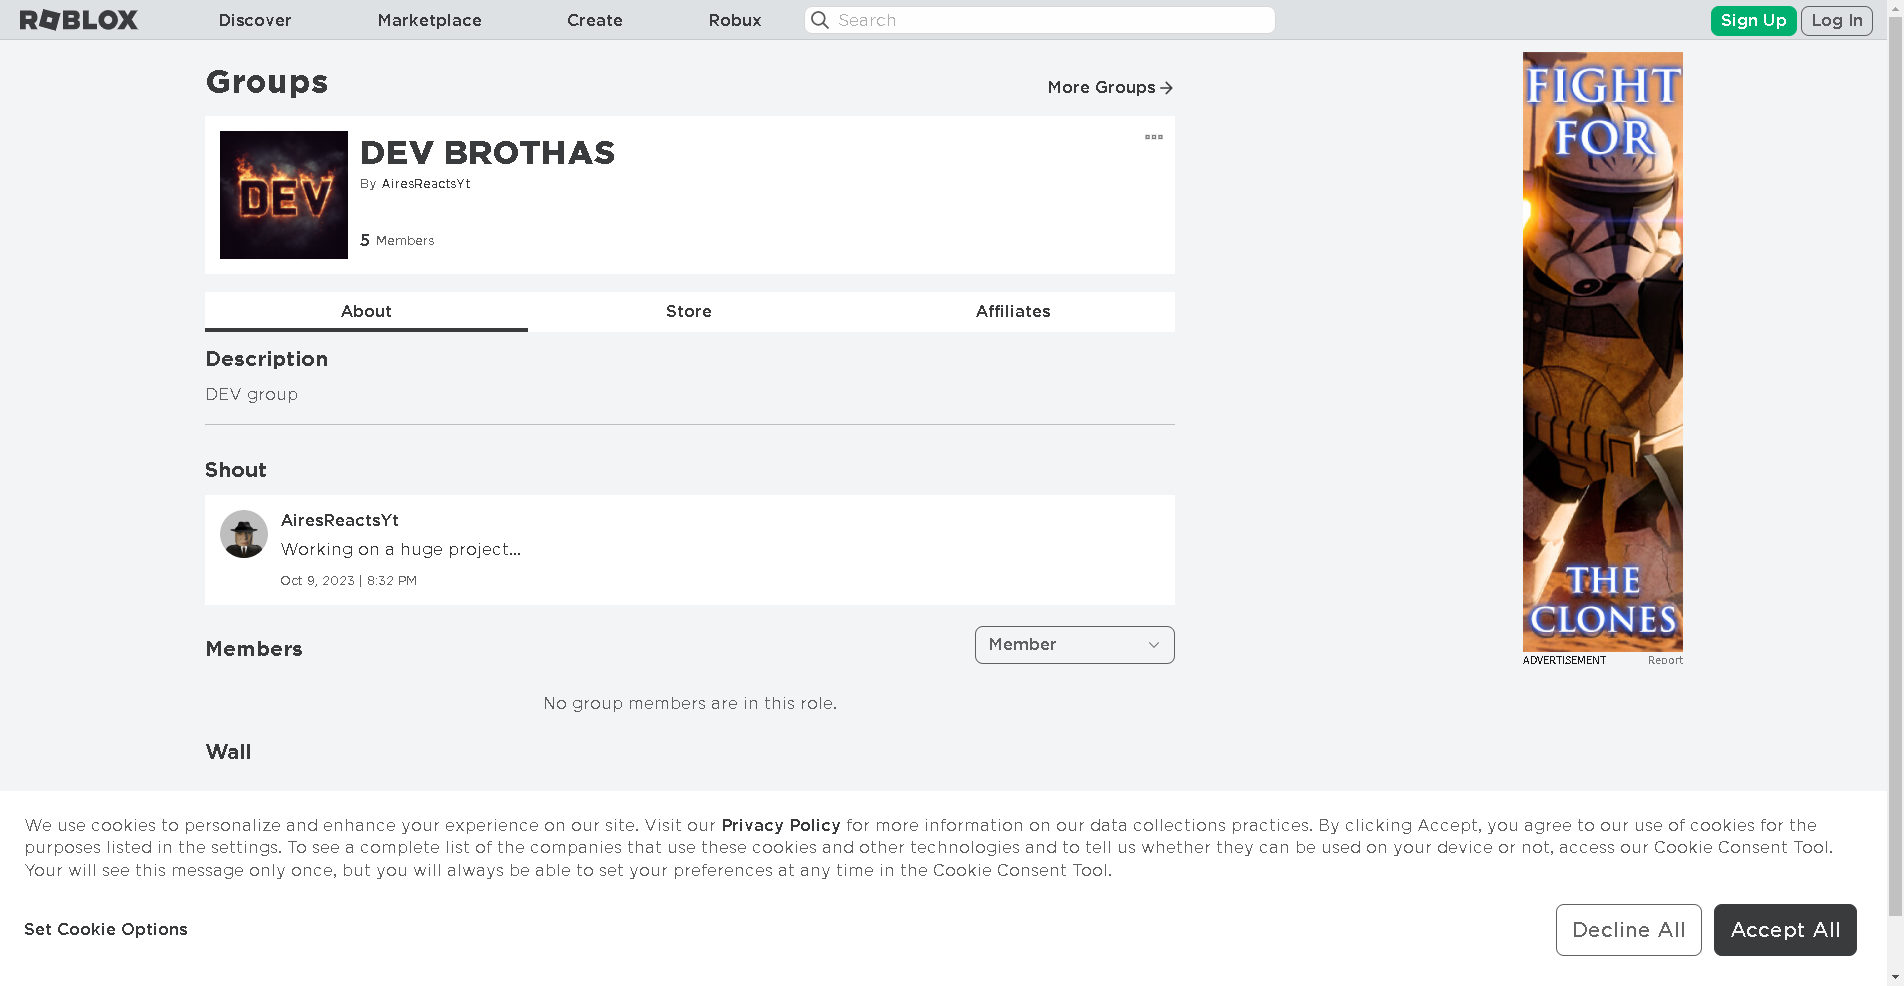 ROBLOX
Discover
Marketplace
Create
Robux
Search
Sign Up
Log In
Groups
More Groups
DEV
DEV BROTHAS
By AiresReactsYt
5 Members
About
Store
Affiliates
Description
DEV group
Shout
AiresReactsYt
Working on a huge project...
Oct 9, 2023 | 8:32 PM
Members
Member
No group members are in this role.
Wall
FIGHT
FOR
THE
CLONES
ADVERTISEMENT
Report
We use cookies to personalize and enhance your experience on our site. Visit our Privacy Policy for more information on our data collections practices. By clicking Accept, you agree to our use of cookies for the
purposes listed in the settings. To see a complete list of the companies that use these cookies and other technologies and to tell us whether they can be used on your device or not, access our Cookie Consent Tool.
Your will see this message only once, but you will always be able to set your preferences at any time in the Cookie Consent Tool.
Set Cookie Options
Decline All
Accept All